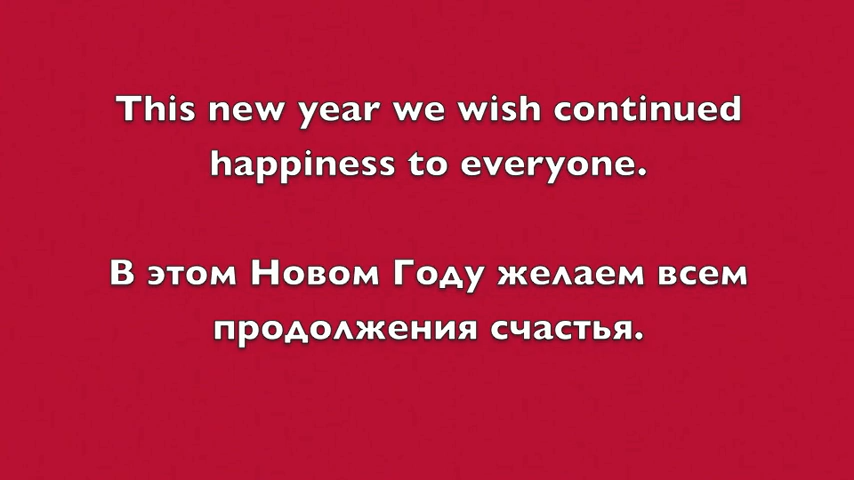 This new year we wish continued
happiness to everyone.
В этом Новом Году желаем всем
продолжения счастья.